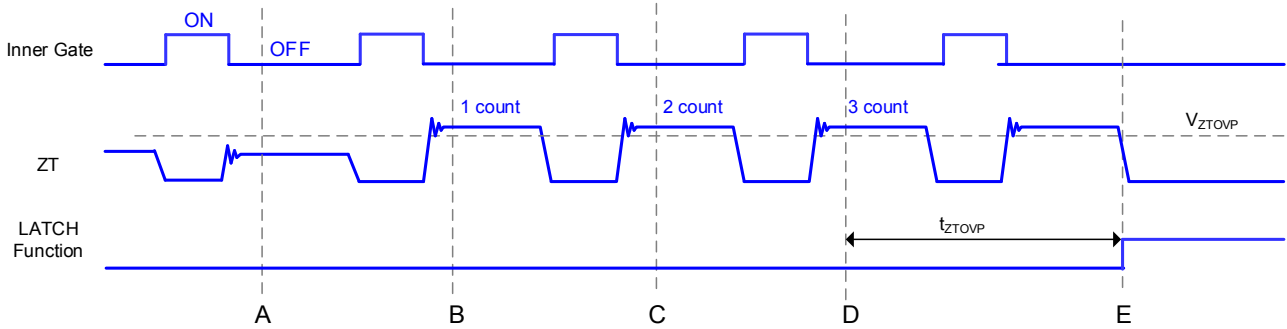 ON
Inner Gate
OFF
1 count
2 count
3 count
VZTOVP
ZT
LATCH
Function
tZTOVP
A
B
C
D
E